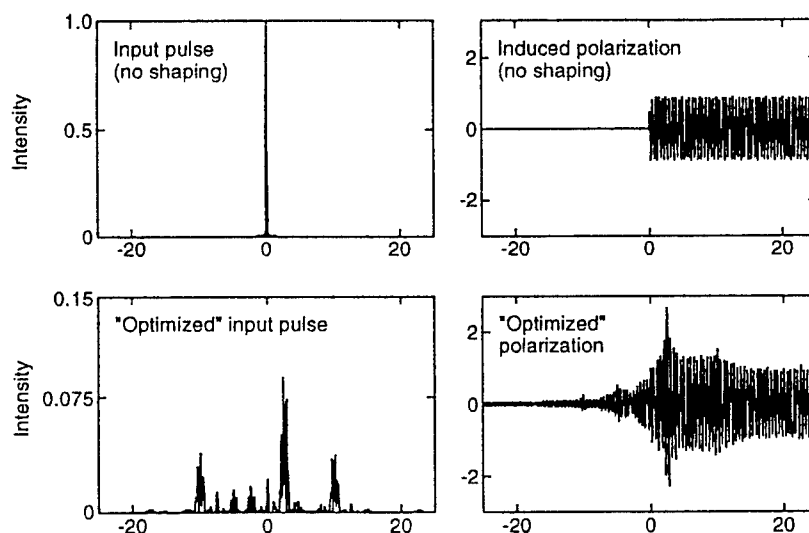 1.0
0.5
0
Intensity
Input pulse
(no shaping)
-20
0
20
2
0
-2
Induced polarization
(no shaping)
-20
0
20
0.15
0.075
0
Intensity
"Optimized" input pulse
-20
0
20
2
0
-2
"Optimized"
polarization
-20
0
20